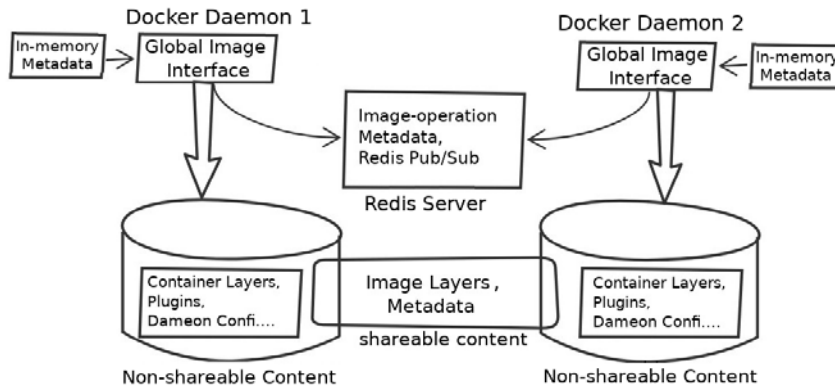 Docker Daemon 1
Docker Daemon 2
In-memory
Metadata
Global Image
Interface
Global Image
Interface
In-memory
Metadata
Image-operation
Metadata,
Redis Pub/Sub
Redis Server
Container Layers,
Plugins,
Dameon Confi....
Image Layers ,
Metadata
shareable content
Container Layers,
Plugins,
Dameon Confi....
Non-shareable Content
Non-shareable Content